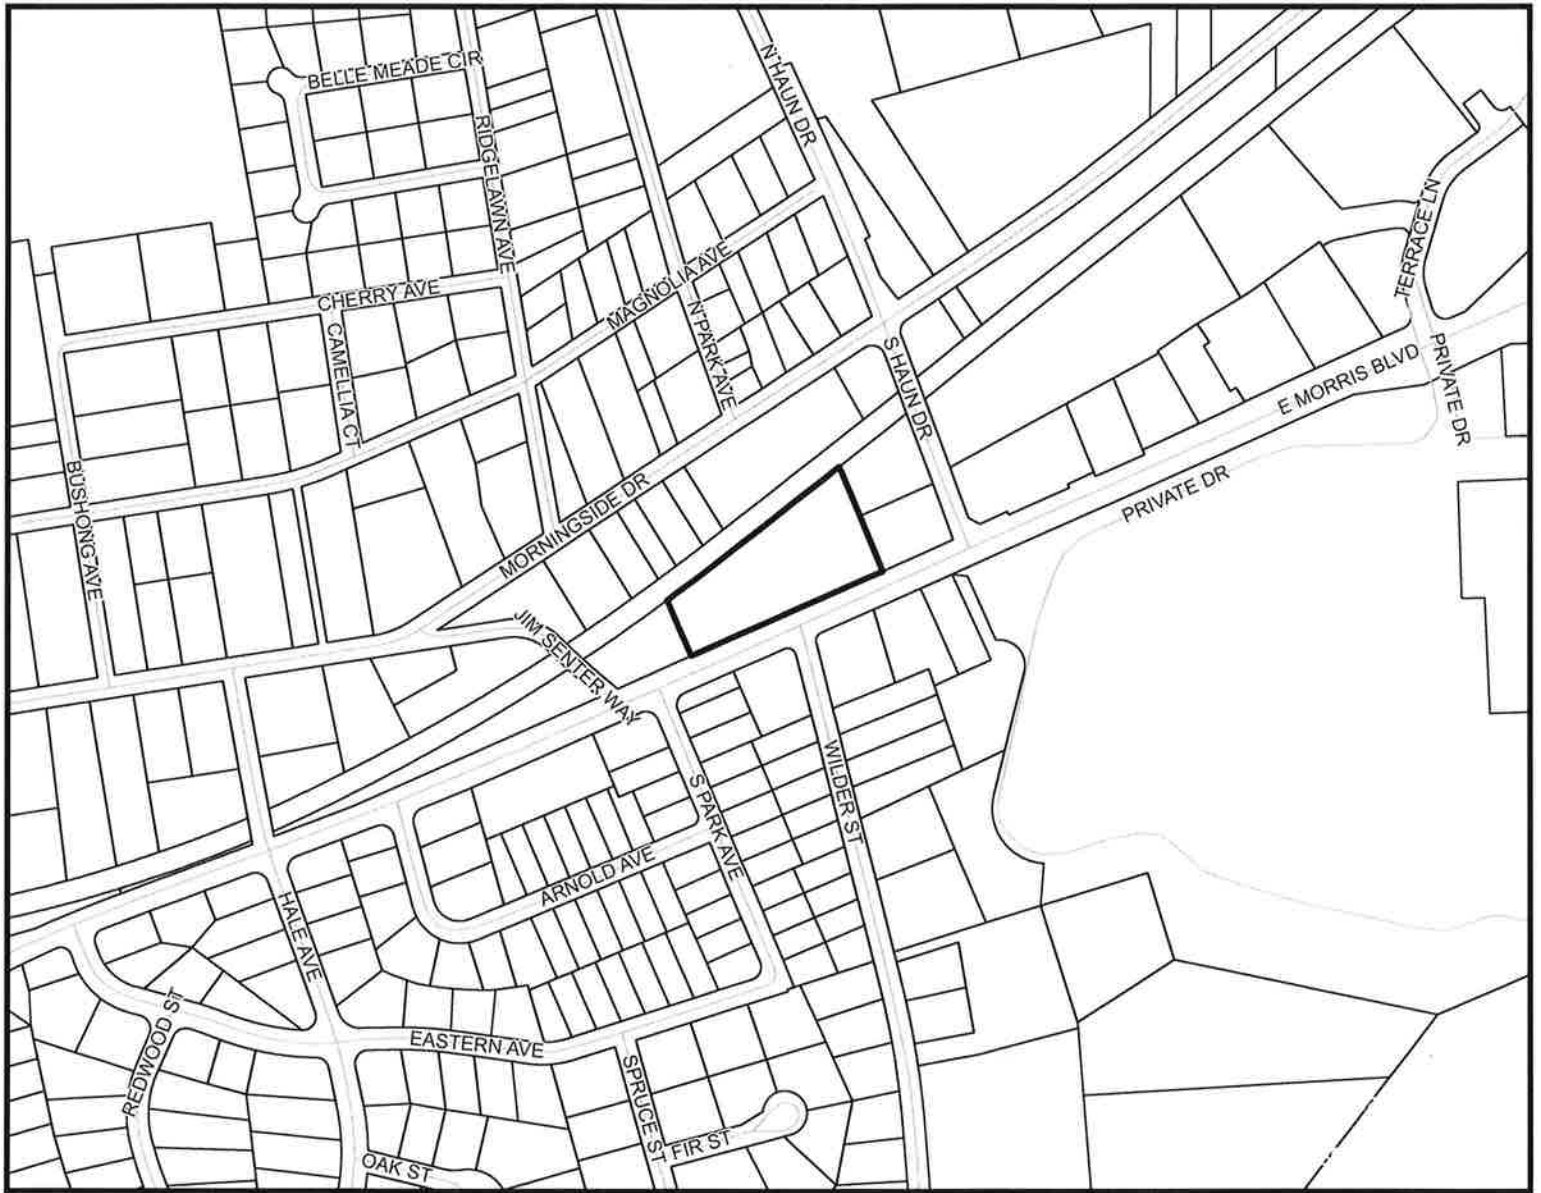 BELLE MEADE CIR
N HAUN DR
RIDGELAWN AVE
TERRACE LN
MAGNOLIA AVE
CHERRY AVE
CAMELLIA CT
N PARK AVE
S HAUN DR
PRIVATE DR
E MORRIS BLVD
BUSHONG AVE
PRIVATE DR
MORNINGSIDE DR
JIM SENTER WAY
WILDER ST
S PARK AVE
ARNOLD AVE
HALE AVE
REDWOOD ST
EASTERN AVE
SPRUCE ST
FIR ST
OAK ST